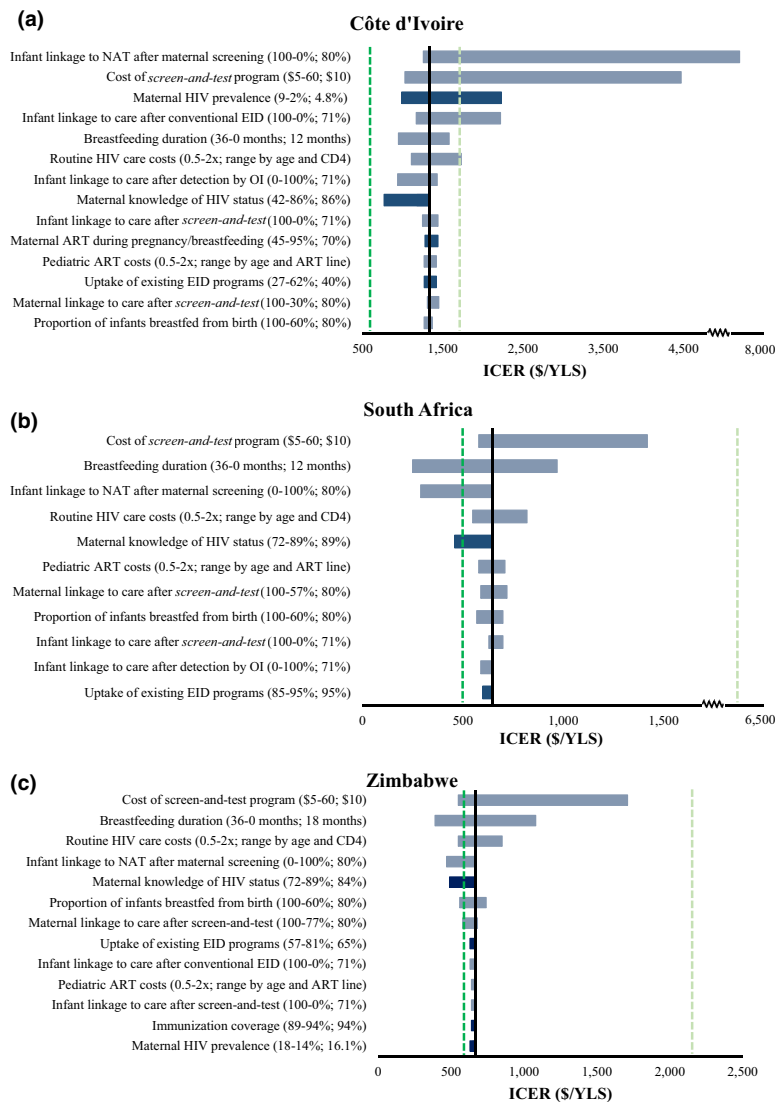 (a)
Côte d'Ivoire
Infant linkage to NAT after maternal screening (100-0%; 80%)
Cost of screen-and-test program ($5-60; $10)
Maternal HIV prevalence (9-2%; 4.8%)
Infant linkage to care after conventional EID (100-0%; 71%)
Breastfeeding duration (36-0 months; 12 months)
Routine HIV care costs (0.5-2x; range by age and CD4)
Infant linkage to care after detection by OI (0-100%; 71%)
Maternal knowledge of HIV status (42-86%; 86%)
Infant linkage to care after screen-and-test (100-0%; 71%)
Maternal ART during pregnancy/breastfeeding (45-95%; 70%)
Pediatric ART costs (0.5-2x; range by age and ART line)
Uptake of existing EID programs (27-62%; 40%)
Maternal linkage to care after screen-and-test (100-30%; 80%)
Proportion of infants breastfed from birth (100-60%; 80%)
500 1,500 2,500 3,500 4,500 8,000
ICER ($/YLS)
(b)
South Africa
Cost of screen-and-test program ($5-60; $10)
Breastfeeding duration (36-0 months; 12 months)
Infant linkage to NAT after maternal screening (0-100%; 80%)
Routine HIV care costs (0.5-2x; range by age and CD4)
Maternal knowledge of HIV status (72-89%; 89%)
Pediatric ART costs (0.5-2x; range by age and ART line)
Maternal linkage to care after screen-and-test (100-57%; 80%)
Proportion of infants breastfed from birth (100-60%; 80%)
Infant linkage to care after screen-and-test (100-0%; 71%)
Infant linkage to care after detection by OI (0-100%; 71%)
Uptake of existing EID programs (85-95%; 95%)
0 500 1,000 1,500 6,500
ICER ($/YLS)
(c)
Zimbabwe
Cost of screen-and-test program ($5-60; $10)
Breastfeeding duration (36-0 months; 18 months)
Routine HIV care costs (0.5-2x; range by age and CD4)
Infant linkage to NAT after maternal screening (0-100%; 80%)
Maternal knowledge of HIV status (72-89%; 84%)
Proportion of infants breastfed from birth (100-60%; 80%)
Maternal linkage to care after screen-and-test (100-77%; 80%)
Uptake of existing EID programs (57-81%; 65%)
Infant linkage to care after conventional EID (100-0%; 71%)
Pediatric ART costs (0.5-2x; range by age and ART line)
Infant linkage to care after screen-and-test (100-0%; 71%)
Immunization coverage (89-94%; 94%)
Maternal HIV prevalence (18-14%; 16.1%)
0 500 1,000 1,500 2,000 2,500
ICER ($/YLS)